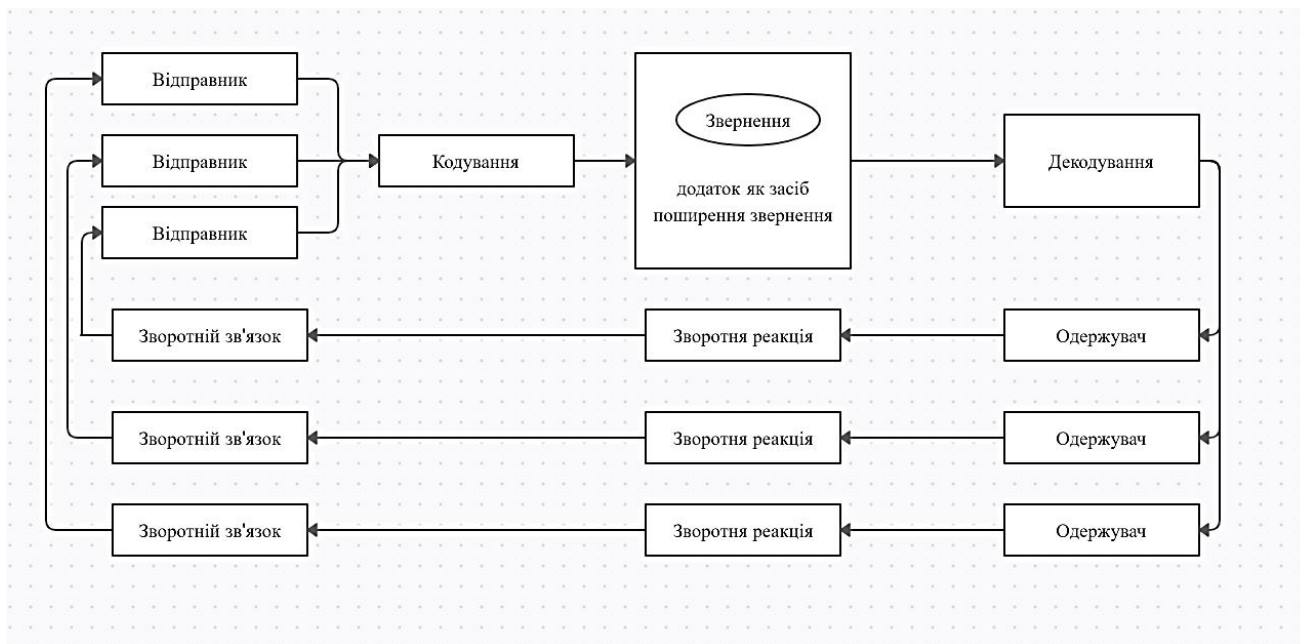 Відправник
Відправник
Кодування
Звернення
додаток як засіб
поширення звернення
Декодування
Відправник
Зворотній зв'язок
Зворотня реакція
Одержувач
Зворотній зв'язок
Зворотня реакція
Одержувач
Зворотній зв'язок
Зворотня реакція
Одержувач